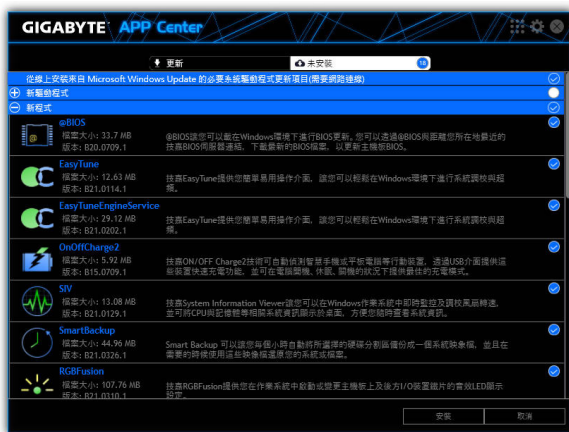 GIGABYTE APP Center
更新
未安裝 18
從線上安裝來自 Microsoft Windows Update 的必要系統驅動程式更新項目(需要網路連線)
新驅動程式
新程式
@BIOS
檔案大小: 33.7 MB
版本: B20.0709.1
@BIOS讓您可以載在Windows環境下進行BIOS更新. 您可以透過@BIOS與距離您所在地最近的
技嘉BIOS伺服器連結, 下載最新的BIOS檔案, 以更新主機板BIOS.
EasyTune
檔案大小: 12.63 MB
版本: B21.0114.1
技嘉EasyTune提供您簡單易用操作介面, 讓您可以輕鬆在Windows環境下進行系統調校與超
頻.
EasyTuneEngineService
檔案大小: 29.12 MB
版本: B21.0202.1
技嘉EasyTune提供您簡單易用操作介面, 讓您可以輕鬆在Windows環境下進行系統調校與超
頻.
OnOffCharge2
檔案大小: 5.92 MB
版本: B15.0709.1
技嘉ON/OFF Charge2技術可自動偵測智慧手機或平板電腦等行動裝置, 透過USB介面提供這
些裝置快速充電功能, 並可在電腦開機、休眠、關機的狀況下提供最佳的充電模式.
SIV
檔案大小: 13.08 MB
版本: B21.0129.1
技嘉System Information Viewer讓您可以在Windows作業系統中即時監控及調校風扇轉速,
並可將CPU與記憶體等相關系統資訊顯示於桌面, 方便您隨時查看系統資訊.
SmartBackup
檔案大小: 44.96 MB
版本: B21.0326.1
Smart Backup 可以讓您每個小時自動將所選擇的硬碟分割區備份成一個系統映象檔, 並且在
需要的時候使用這些映像檔還原您的系統或檔案.
RGBFusion
檔案大小: 107.76 MB
版本: B21.0310.1
技嘉RGBFusion提供您在作業系統中啟動或變更主機板上及後方I/O裝置鐵片的音效LED顯示
設定.
安裝
取消